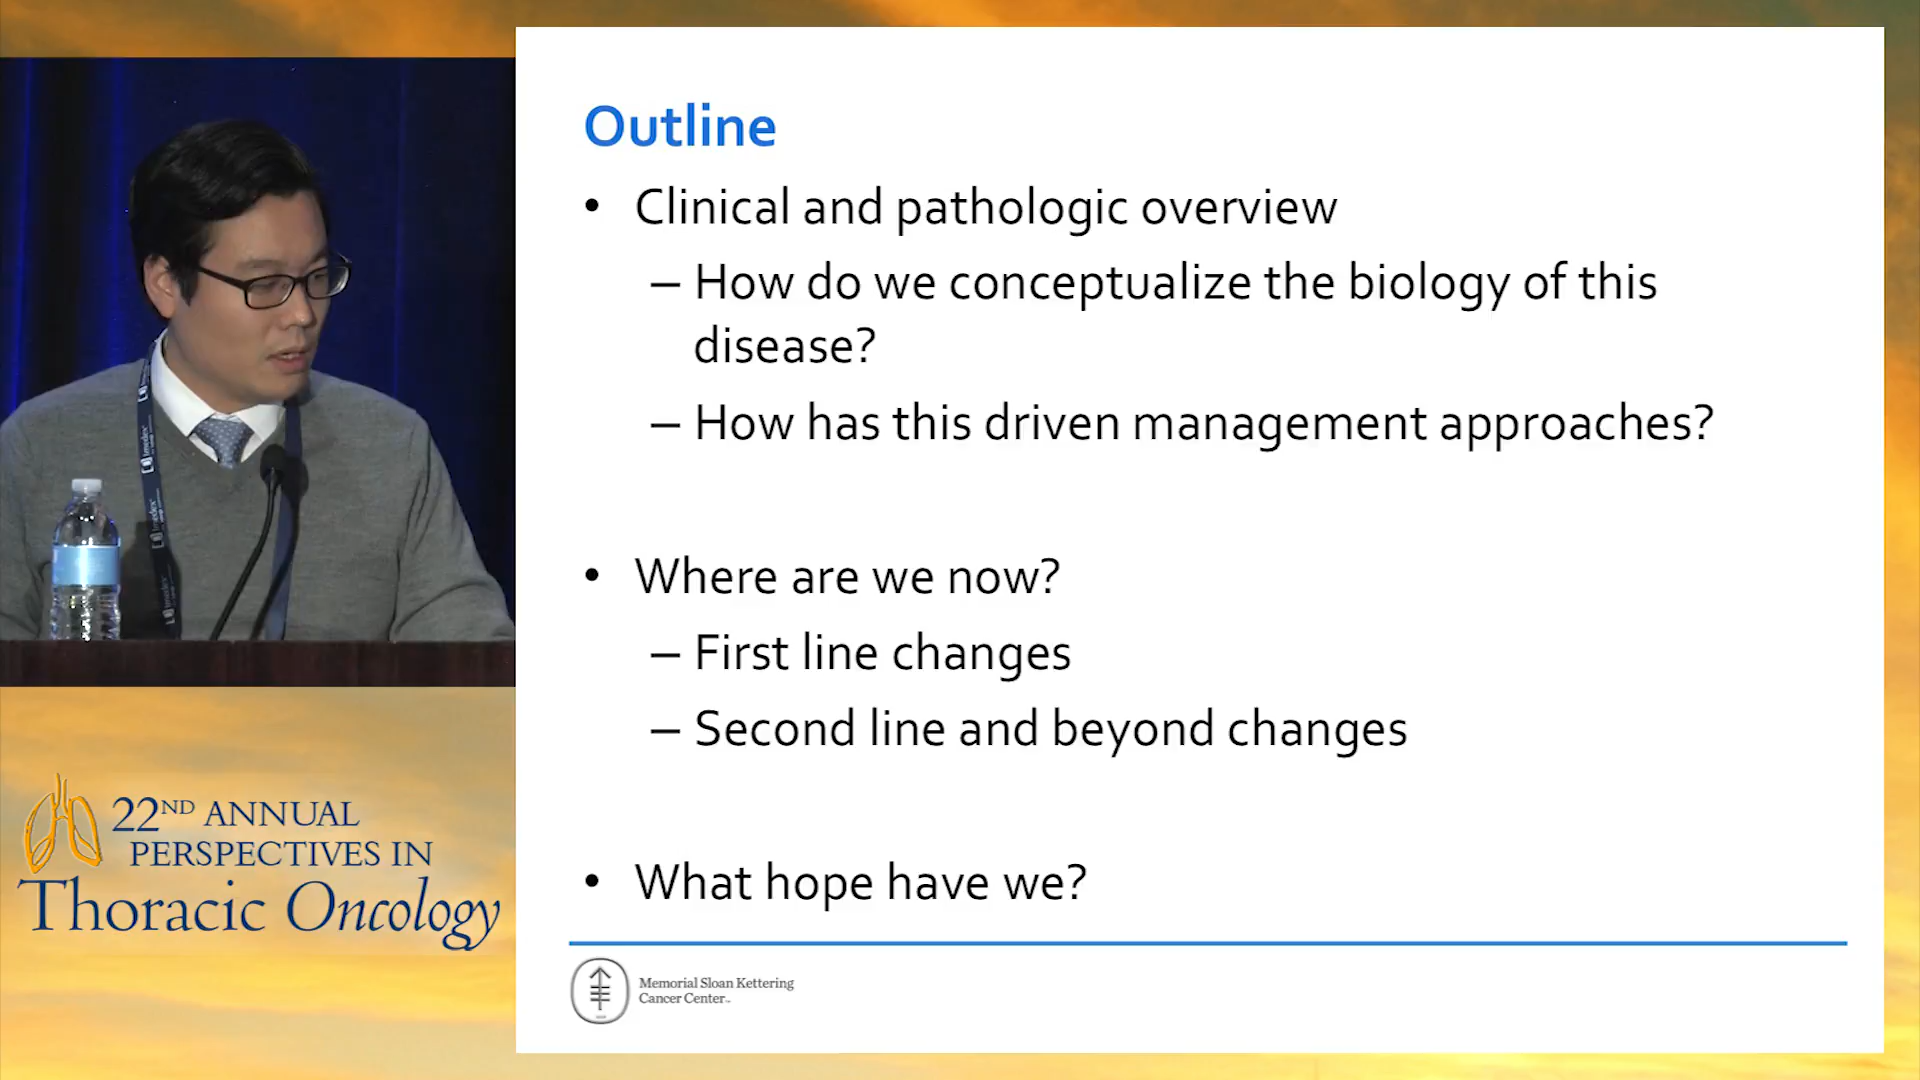 Outline
• Clinical and pathologic overview
– How do we conceptualize the biology of this
disease?
– How has this driven management approaches?
• Where are we now?
– First line changes
– Second line and beyond changes
• What hope have we?
Memorial Sloan Kettering
Cancer Center™
22ND ANNUAL
PERSPECTIVES IN
Thoracic Oncology